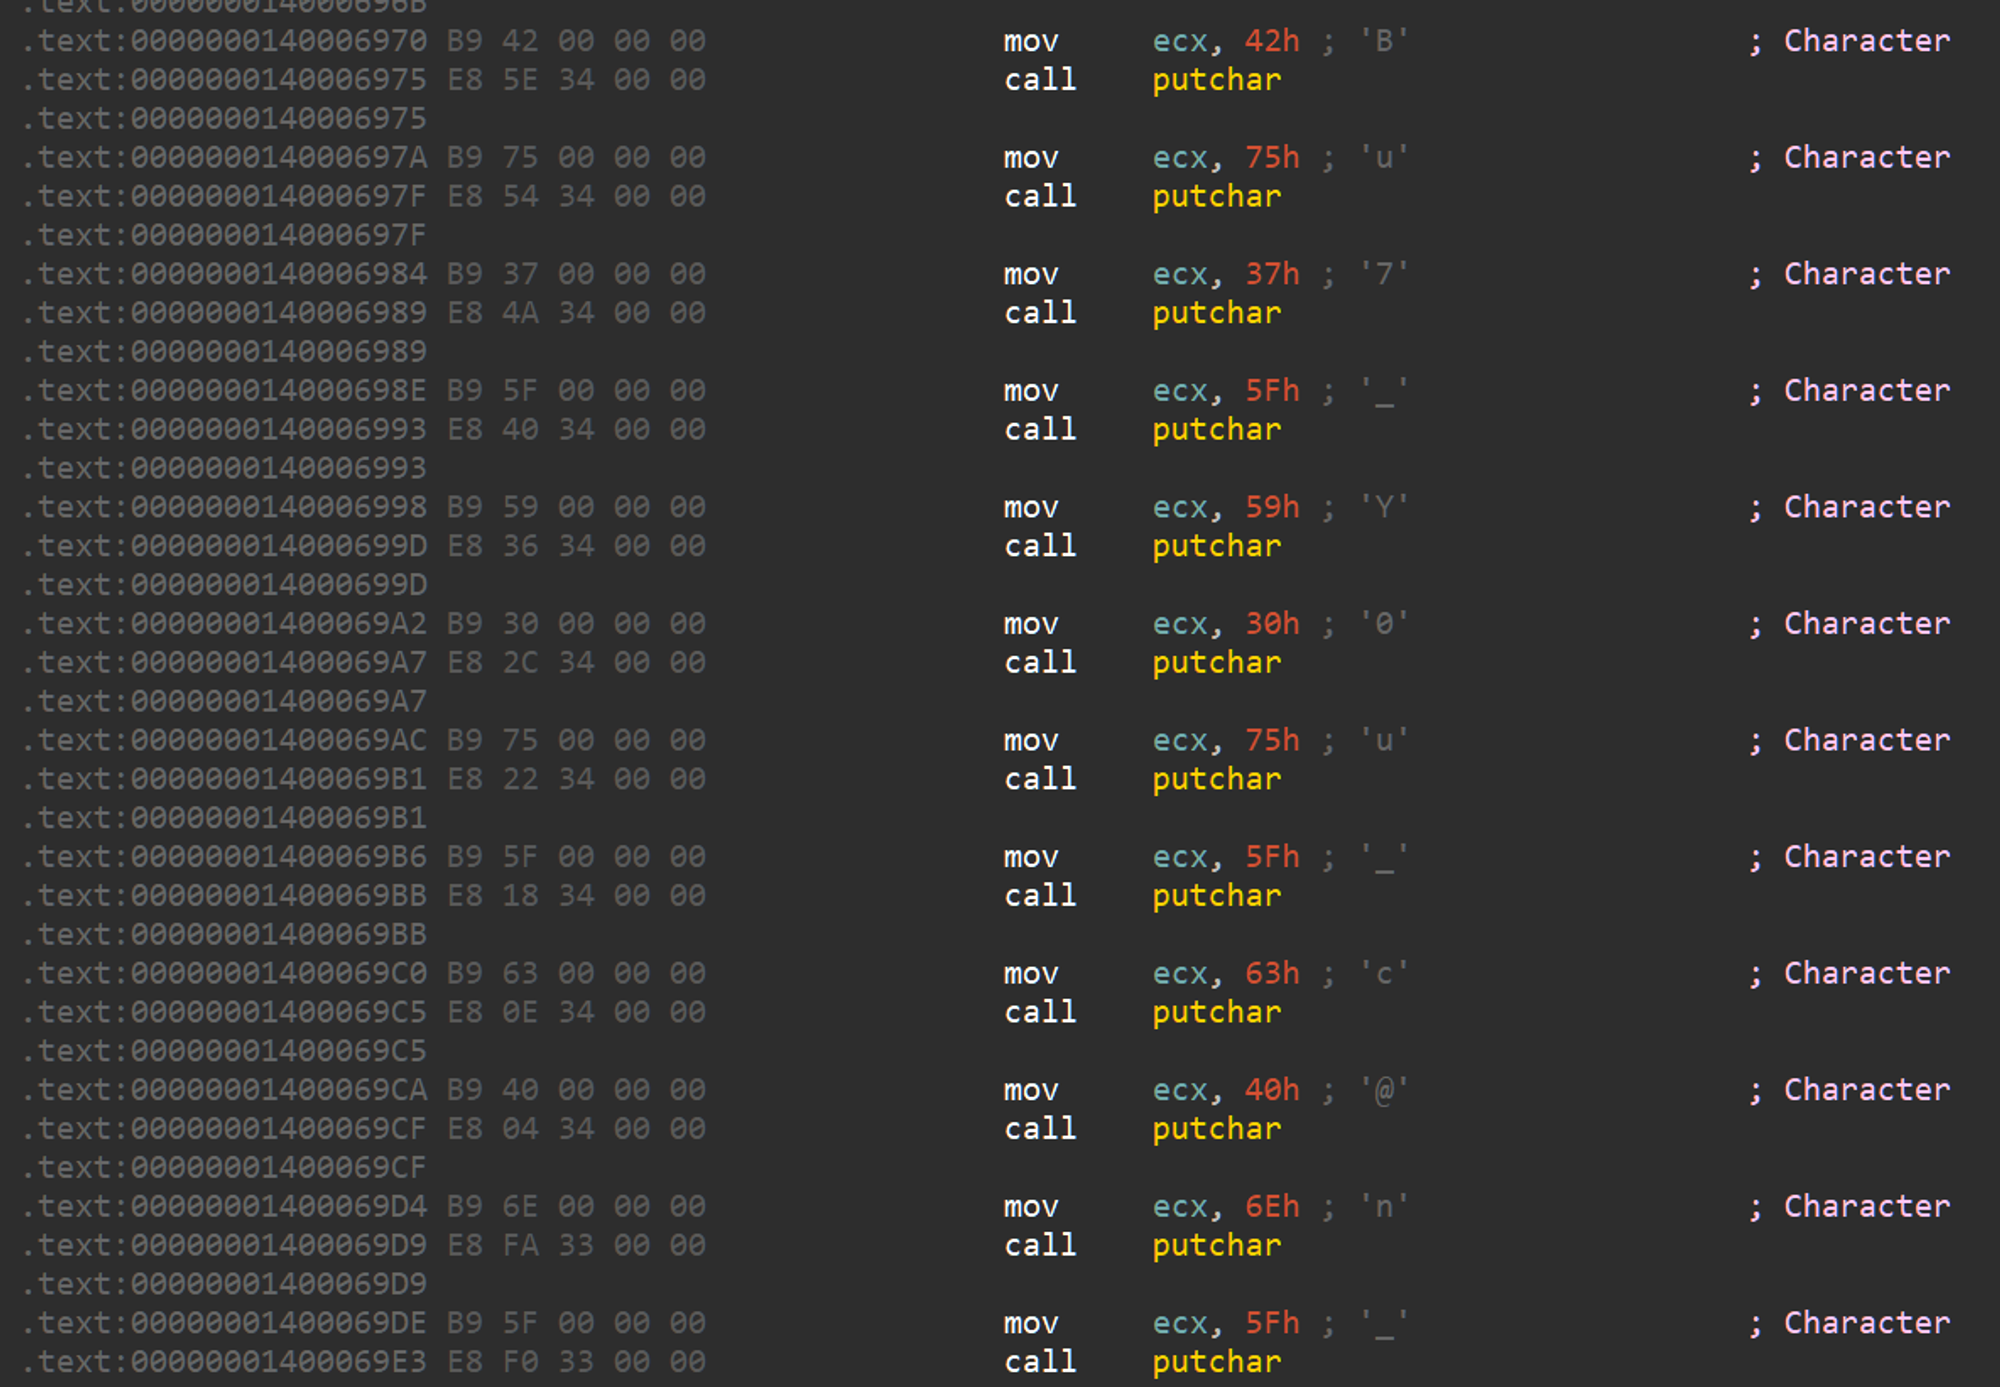 .text:000000014000696B
.text:0000000140006970 B9 42 00 00 00 mov ecx, 42h ; 'B' ; Character
.text:0000000140006975 E8 5E 34 00 00 call putchar
.text:0000000140006975
.text:000000014000697A B9 75 00 00 00 mov ecx, 75h ; 'u' ; Character
.text:000000014000697F E8 54 34 00 00 call putchar
.text:000000014000697F
.text:0000000140006984 B9 37 00 00 00 mov ecx, 37h ; '7' ; Character
.text:0000000140006989 E8 4A 34 00 00 call putchar
.text:0000000140006989
.text:000000014000698E B9 5F 00 00 00 mov ecx, 5Fh ; '_' ; Character
.text:0000000140006993 E8 40 34 00 00 call putchar
.text:0000000140006993
.text:0000000140006998 B9 59 00 00 00 mov ecx, 59h ; 'Y' ; Character
.text:000000014000699D E8 36 34 00 00 call putchar
.text:000000014000699D
.text:00000001400069A2 B9 30 00 00 00 mov ecx, 30h ; '0' ; Character
.text:00000001400069A7 E8 2C 34 00 00 call putchar
.text:00000001400069A7
.text:00000001400069AC B9 75 00 00 00 mov ecx, 75h ; 'u' ; Character
.text:00000001400069B1 E8 22 34 00 00 call putchar
.text:00000001400069B1
.text:00000001400069B6 B9 5F 00 00 00 mov ecx, 5Fh ; '_' ; Character
.text:00000001400069BB E8 18 34 00 00 call putchar
.text:00000001400069BB
.text:00000001400069C0 B9 63 00 00 00 mov ecx, 63h ; 'c' ; Character
.text:00000001400069C5 E8 0E 34 00 00 call putchar
.text:00000001400069C5
.text:00000001400069CA B9 40 00 00 00 mov ecx, 40h ; '@' ; Character
.text:00000001400069CF E8 04 34 00 00 call putchar
.text:00000001400069CF
.text:00000001400069D4 B9 6E 00 00 00 mov ecx, 6Eh ; 'n' ; Character
.text:00000001400069D9 E8 FA 33 00 00 call putchar
.text:00000001400069D9
.text:00000001400069DE B9 5F 00 00 00 mov ecx, 5Fh ; '_' ; Character
.text:00000001400069E3 E8 F0 33 00 00 call putchar